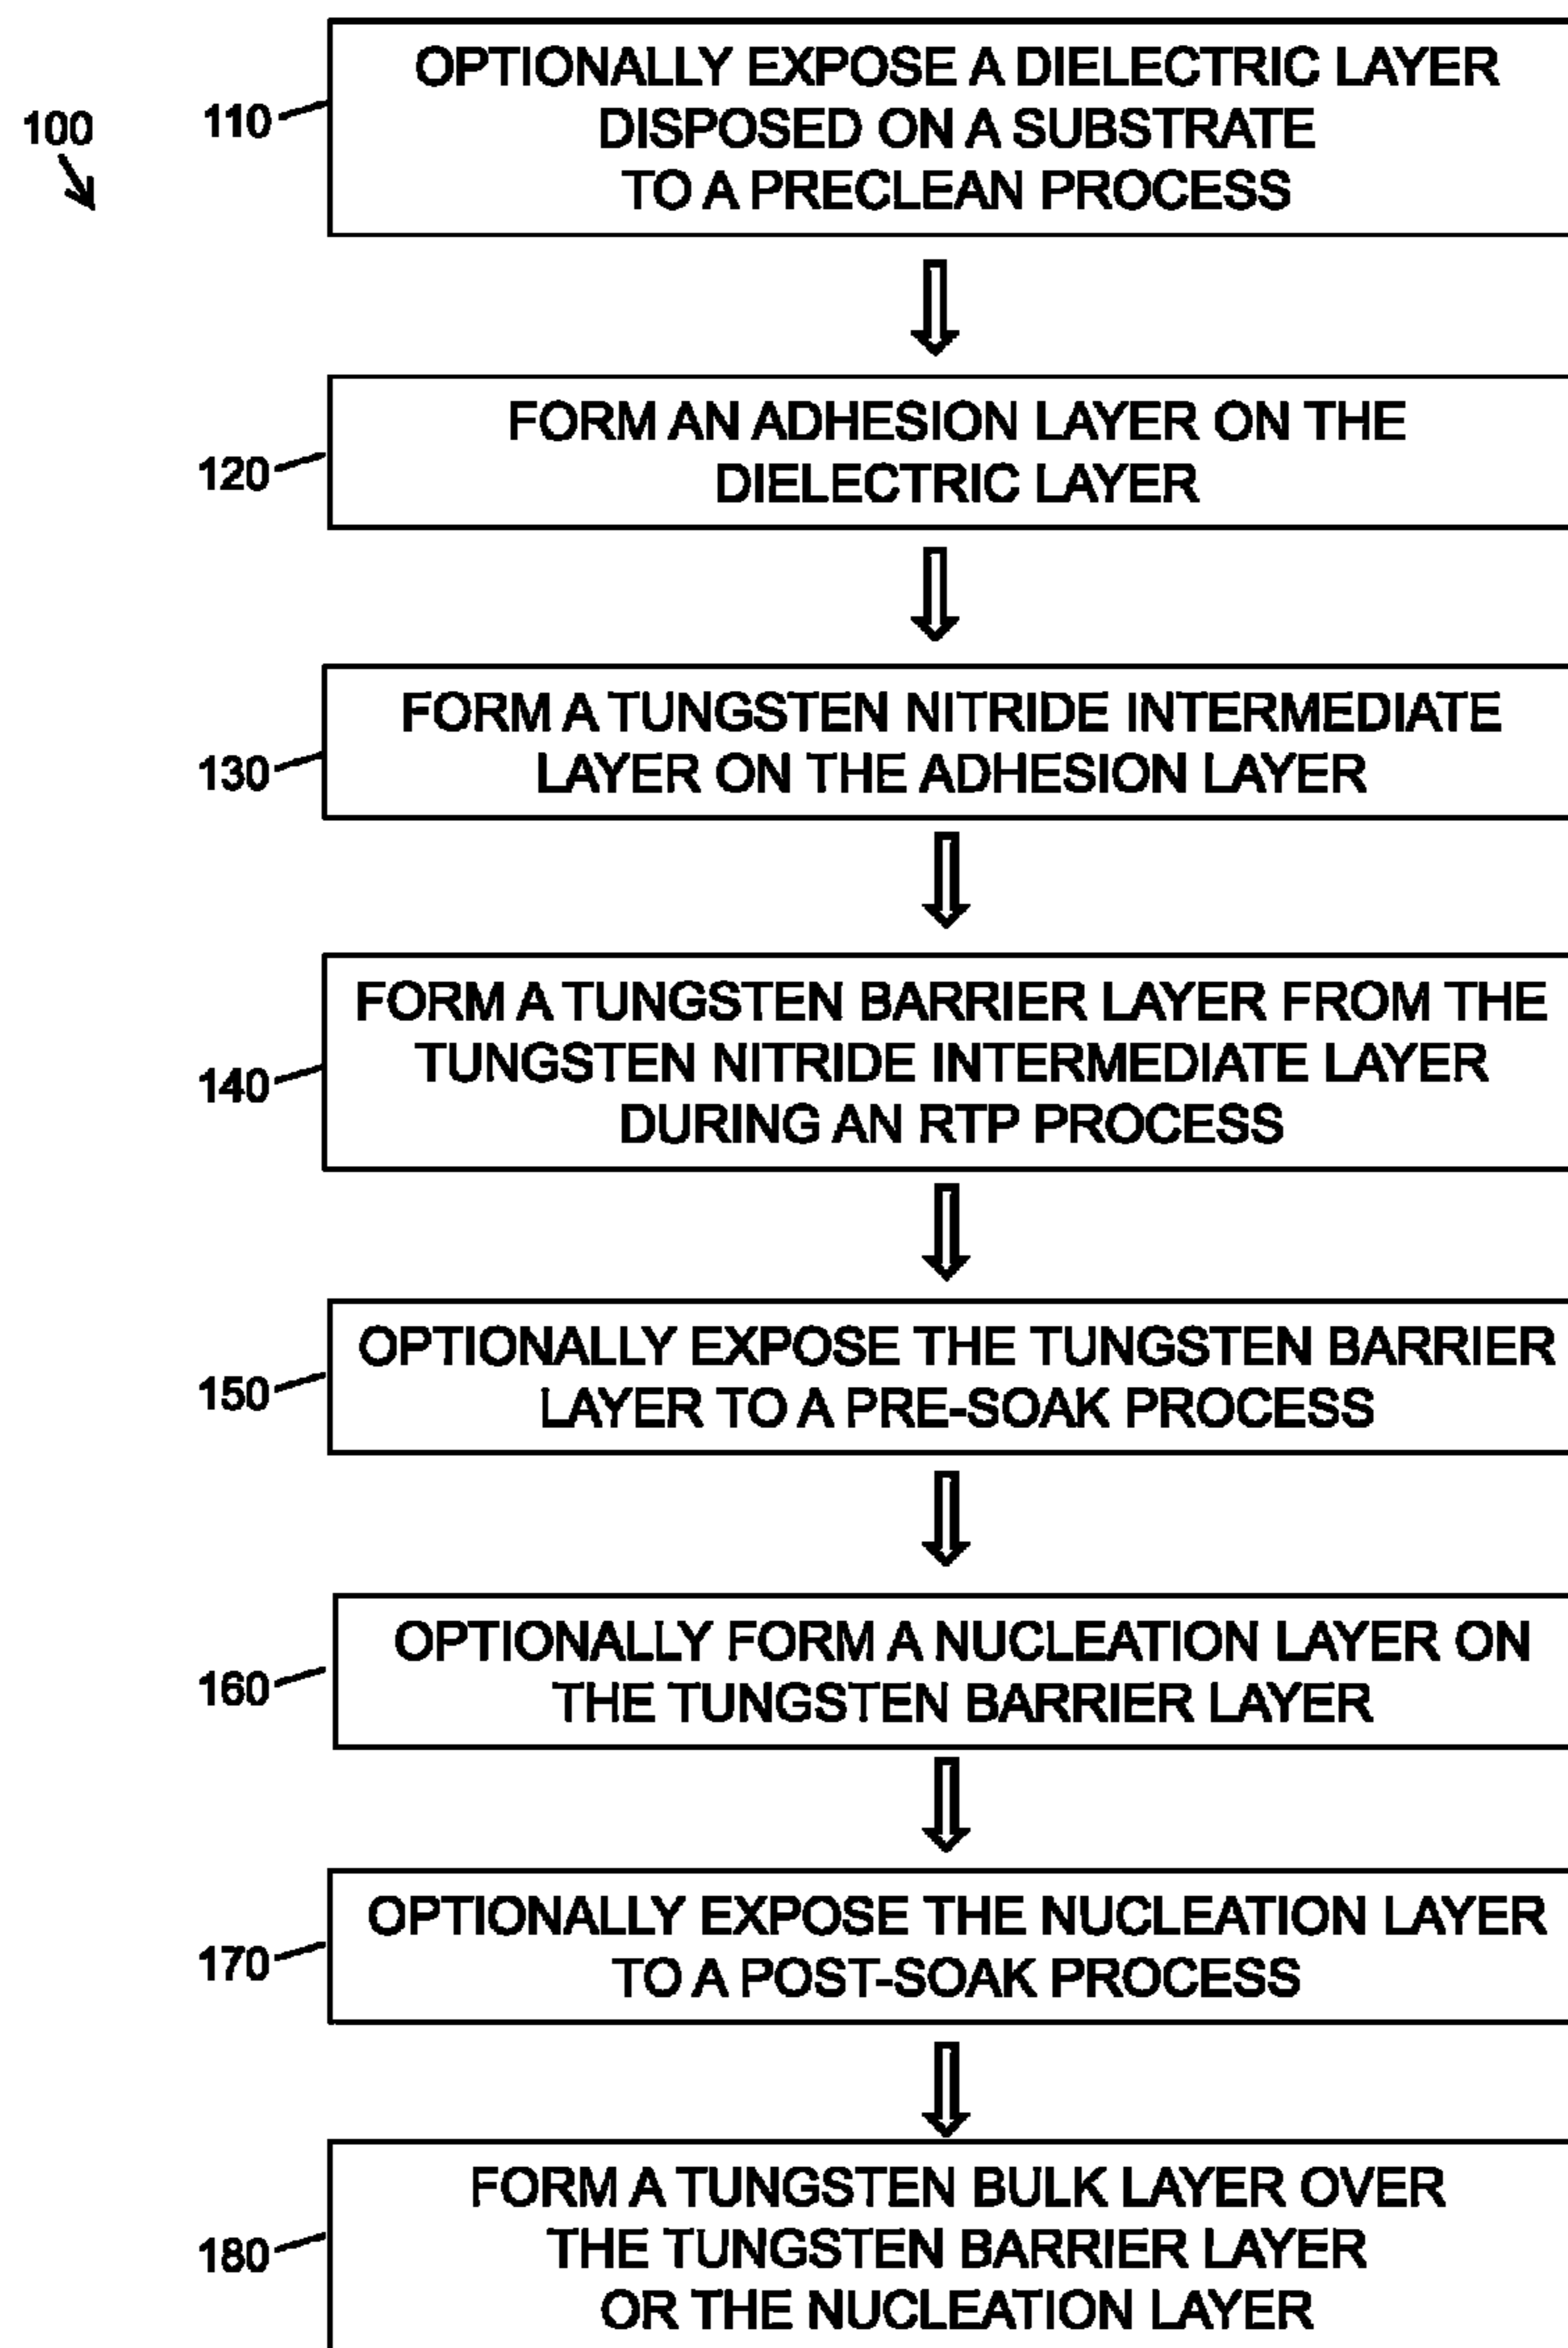 100
110
OPTIONALLY EXPOSE A DIELECTRIC LAYER
DISPOSED ON A SUBSTRATE
TO A PRECLEAN PROCESS
120
FORM AN ADHESION LAYER ON THE
DIELECTRIC LAYER
130
FORM A TUNGSTEN NITRIDE INTERMEDIATE
LAYER ON THE ADHESION LAYER
140
FORM A TUNGSTEN BARRIER LAYER FROM THE
TUNGSTEN NITRIDE INTERMEDIATE LAYER
DURING AN RTP PROCESS
150
OPTIONALLY EXPOSE THE TUNGSTEN BARRIER
LAYER TO A PRE-SOAK PROCESS
160
OPTIONALLY FORM A NUCLEATION LAYER ON
THE TUNGSTEN BARRIER LAYER
170
OPTIONALLY EXPOSE THE NUCLEATION LAYER
TO A POST-SOAK PROCESS
180
FORM A TUNGSTEN BULK LAYER OVER
THE TUNGSTEN BARRIER LAYER
OR THE NUCLEATION LAYER